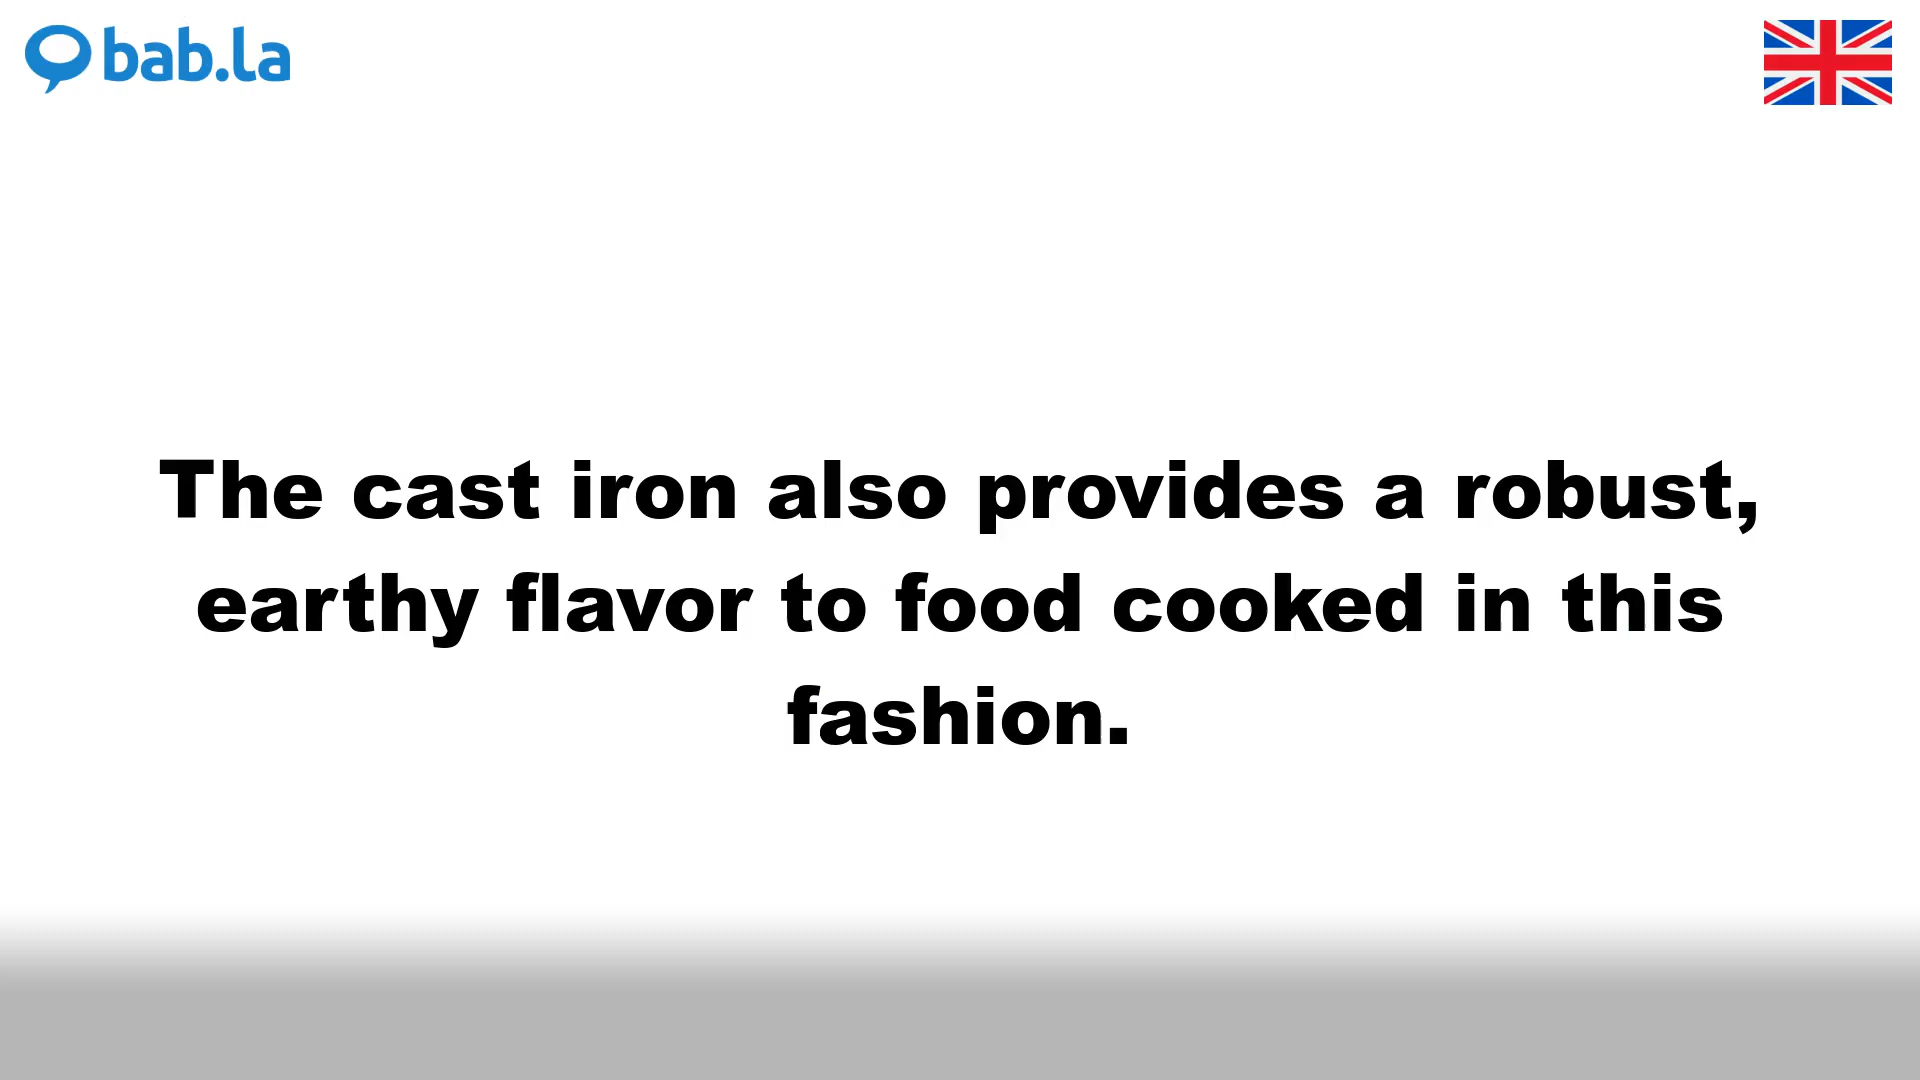 bab.la
The cast iron also provides a robust,
earthy flavor to food cooked in this
fashion.